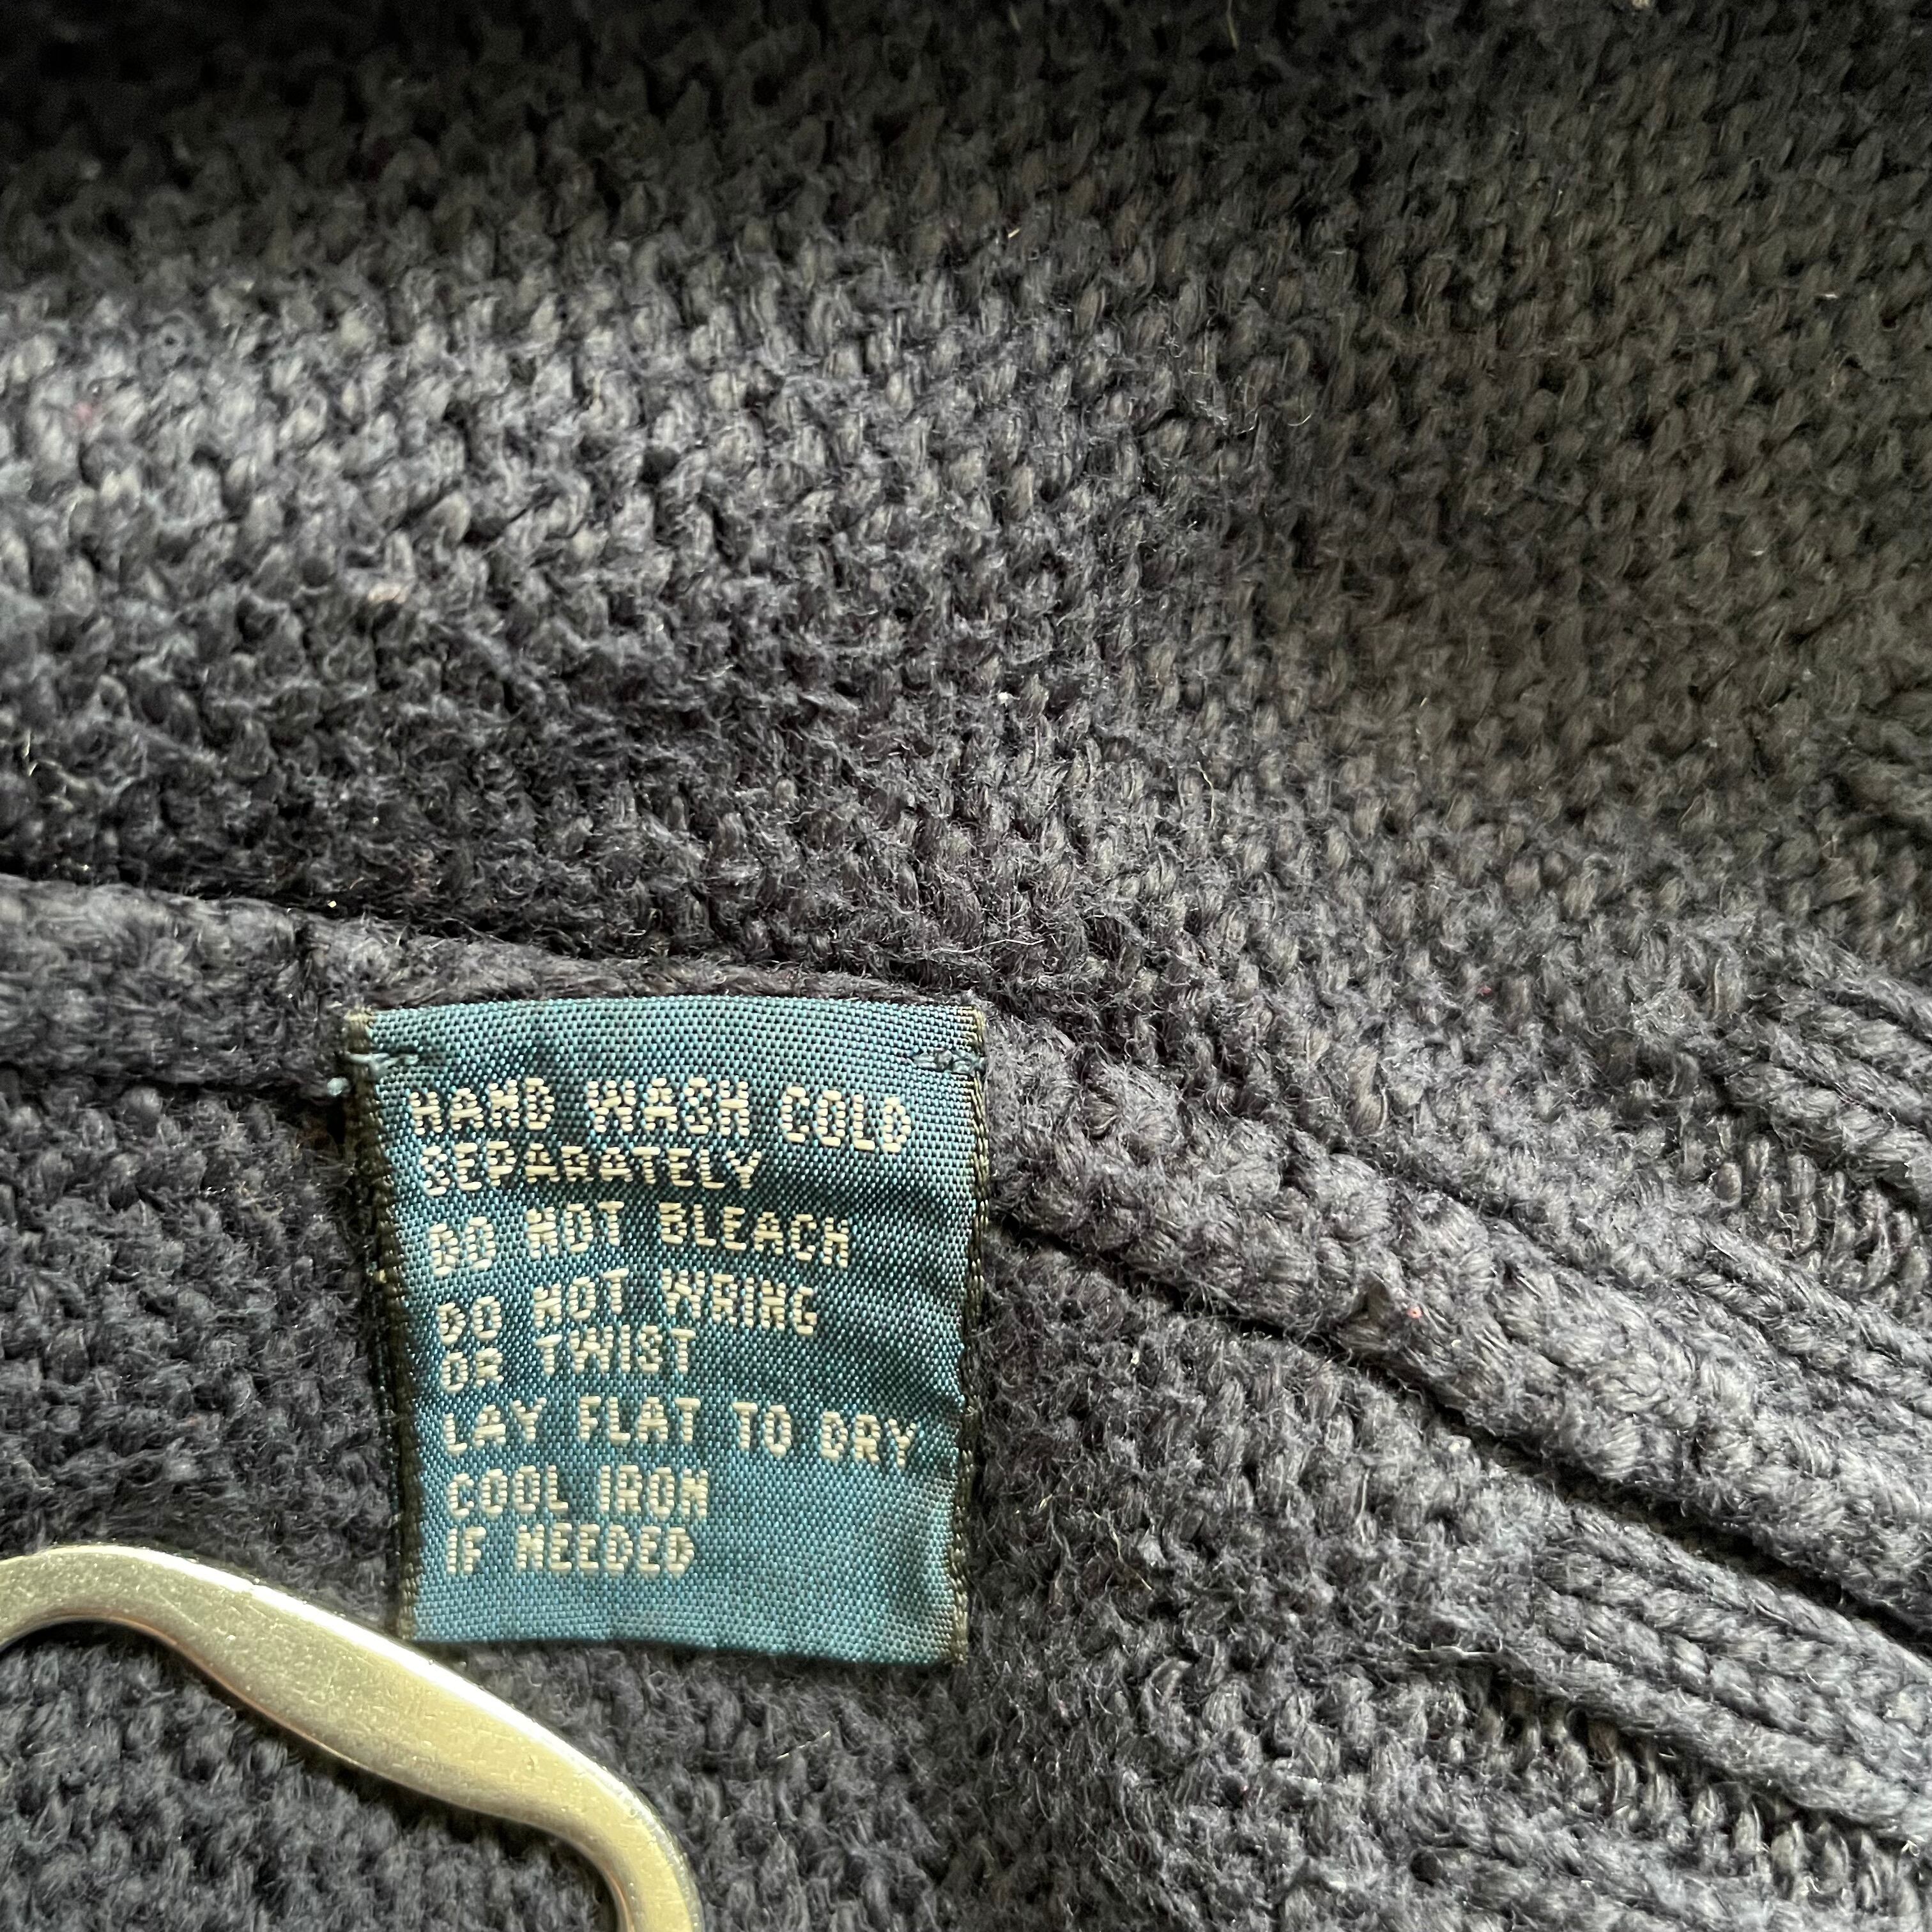 HAND WASH COLD
SEPARATELY
DO NOT BLEACH
DO NOT WRING
OR TWIST
LAY FLAT TO DRY
COOL IRON
IF NEEDED